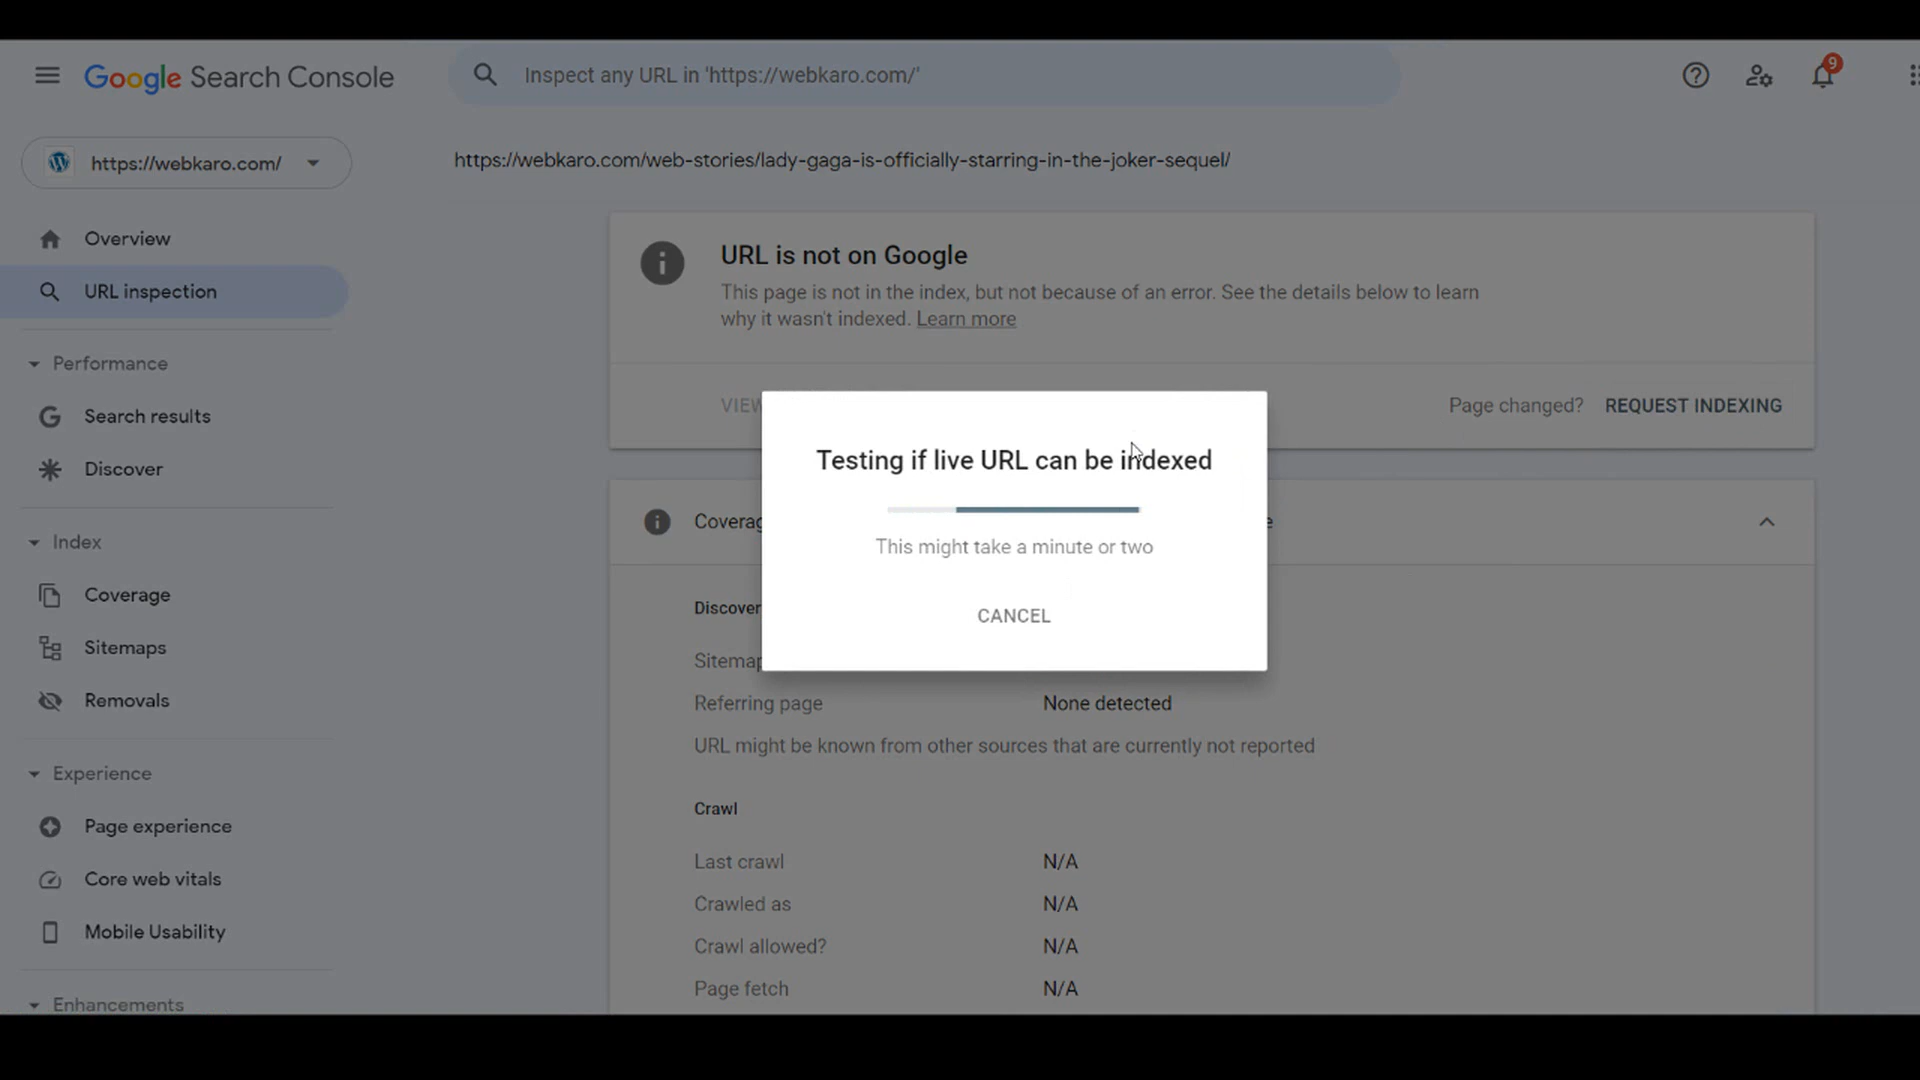 Google Search Console
Inspect any URL in 'https://webkaro.com/'
9
https://webkaro.com/
https://webkaro.com/web-stories/lady-gaga-is-officially-starring-in-the-joker-sequel/
Overview
URL inspection
Performance
Search results
Discover
Index
Coverage
Sitemaps
Removals
Experience
Page experience
Core web vitals
Mobile Usability
Enhancements
URL is not on Google
This page is not in the index, but not because of an error. See the details below to learn
why it wasn't indexed. Learn more
Page changed? REQUEST INDEXING
Testing if live URL can be indexed
This might take a minute or two
CANCEL
Referring page None detected
URL might be known from other sources that are currently not reported
Crawl
Last crawl N/A
Crawled as N/A
Crawl allowed? N/A
Page fetch N/A